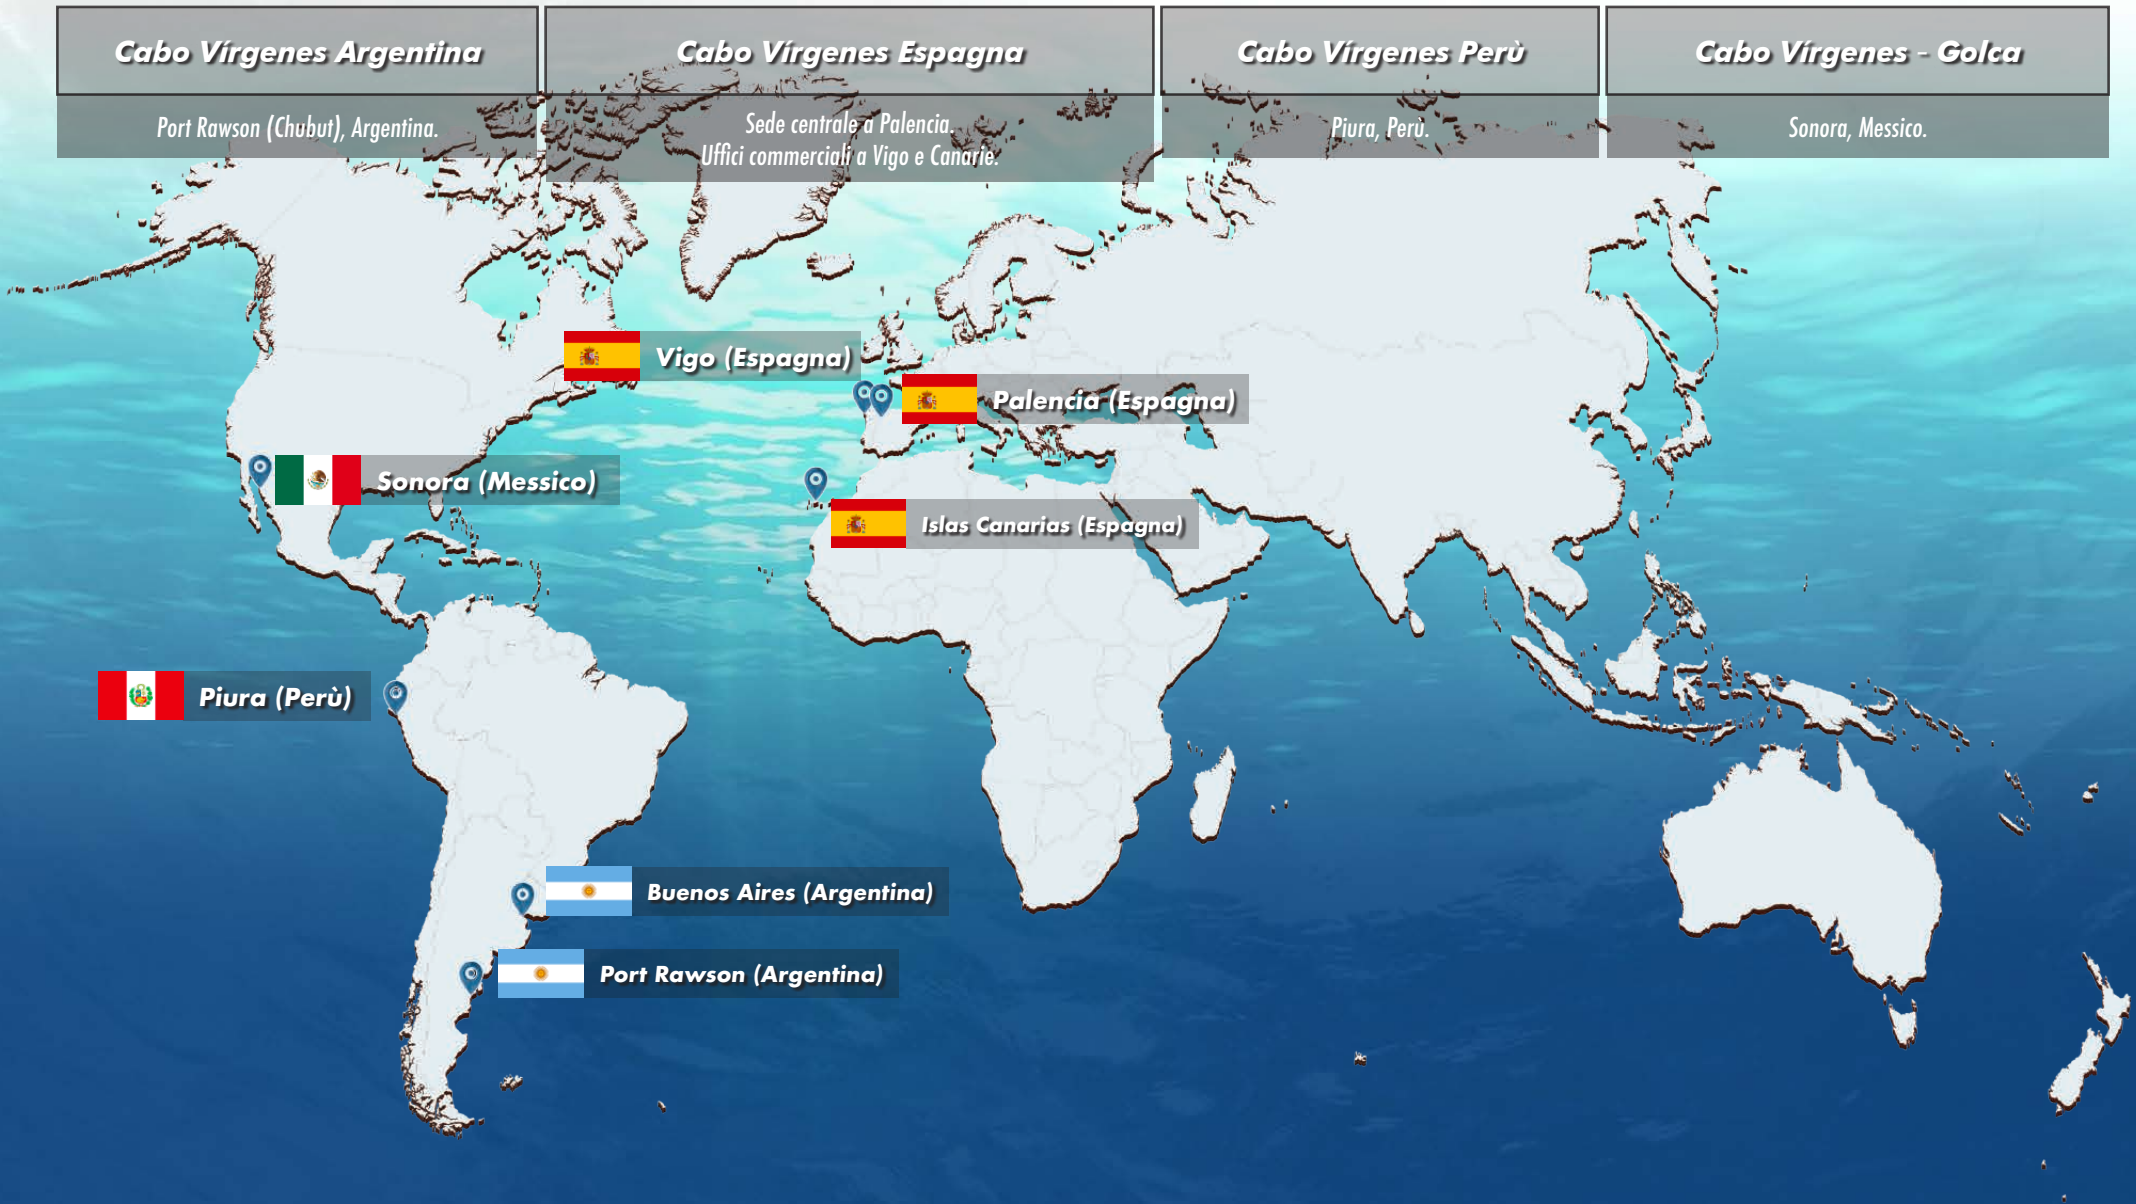 Cabo Vírgenes Argentina
Port Rawson (Chubut), Argentina.
Cabo Vírgenes Espagna
Sede centrale a Palencia.
Uffici commerciali a Vigo e Canarie.
Cabo Vírgenes Perù
Piura, Perù.
Cabo Vírgenes - Golca
Sonora, Messico.
Vigo (Espagna)
Palencia (Espagna)
Sonora (Messico)
Islas Canarias (Espagna)
Piura (Perù)
Buenos Aires (Argentina)
Port Rawson (Argentina)